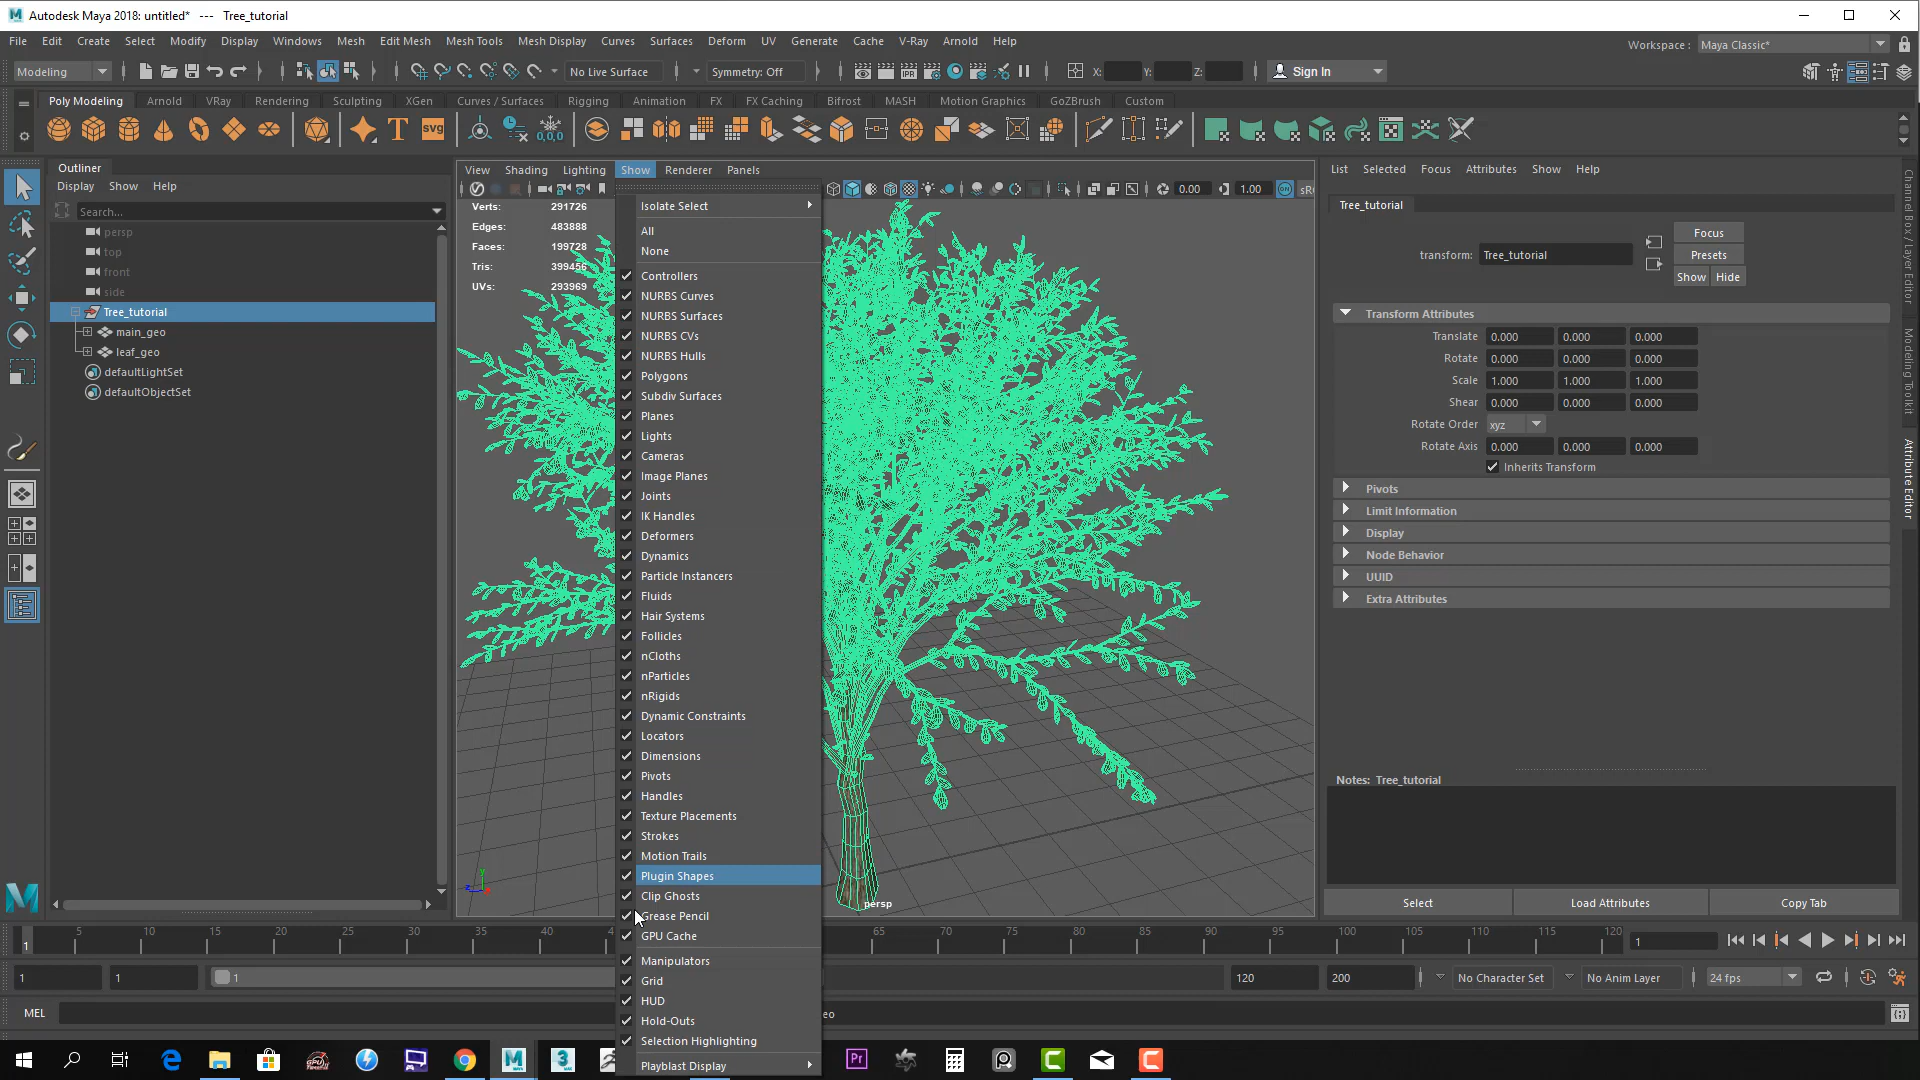 Autodesk Maya 2018: untitled* --- Tree_tutorial
File Edit Create Select Modify Display Windows Mesh Edit Mesh Mesh Tools Mesh Display Curves Surfaces Deform UV Generate Cache V-Ray Arnold Help
Workspace : Maya Classic*
Modeling No Live Surface Symmetry: Off X: Y: Z: Sign In
Poly Modeling Arnold VRay Rendering Sculpting XGen Curves / Surfaces Rigging Animation FX FX Caching Bifrost MASH Motion Graphics GoZBrush Custom
Outliner
Display Show Help
Search...
persp
top
front
side
Tree_tutorial
main_geo
leaf_geo
defaultLightSet
defaultObjectSet
View Shading Lighting Show Renderer Panels
0.00 1.00
Verts: 291726
Edges: 483888
Faces: 199728
Tris: 399456
UVs: 293969
Isolate Select
All
None
Controllers
NURBS Curves
NURBS Surfaces
NURBS CVs
NURBS Hulls
Polygons
Subdiv Surfaces
Planes
Lights
Cameras
Image Planes
Joints
IK Handles
Deformers
Dynamics
Particle Instancers
Fluids
Hair Systems
Follicles
nCloths
nParticles
nRigids
Dynamic Constraints
Locators
Dimensions
Pivots
Handles
Texture Placements
Strokes
Motion Trails
Plugin Shapes
Clip Ghosts
Grease Pencil
GPU Cache
Manipulators
Grid
HUD
Hold-Outs
Selection Highlighting
Playblast Display
persp
List Selected Focus Attributes Show Help
Tree_tutorial
transform: Tree_tutorial
Focus
Presets
Show Hide
Transform Attributes
Translate 0.000 0.000 0.000
Rotate 0.000 0.000 0.000
Scale 1.000 1.000 1.000
Shear 0.000 0.000 0.000
Rotate Order xyz
Rotate Axis 0.000 0.000 0.000
Inherits Transform
Pivots
Limit Information
Display
Node Behavior
UUID
Extra Attributes
Notes: Tree_tutorial
Select Load Attributes Copy Tab
Channel Box / Layer Editor
Modeling Toolkit
Attribute Editor
1 5 10 15 20 25 30 35 40 65 70 75 80 85 90 95 100 105 110 115 120 1
1 1 1 120 200 No Character Set No Anim Layer 24 fps
MEL